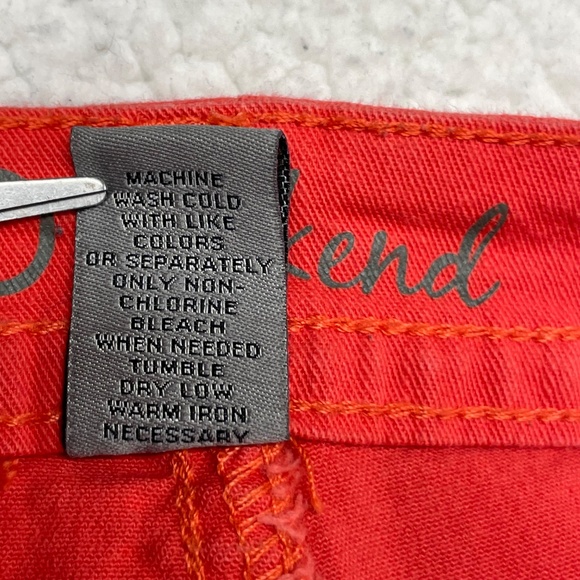 MACHINE
WASH COLD
WITH LIKE
COLORS
OR SEPARATELY
ONLY NON-
CHLORINE
BLEACH
WHEN NEEDED
TUMBLE
DRY LOW
WARM IRON
NECESSARY
kend